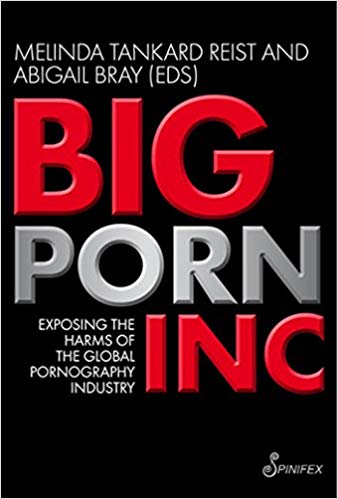 MELINDA TANKARD REIST AND
ABIGAIL BRAY (EDS)
BIG
PORN
EXPOSING THE
HARMS OF
THE GLOBAL
PORNOGRAPHY
INDUSTRY
INC
SPINIFEX